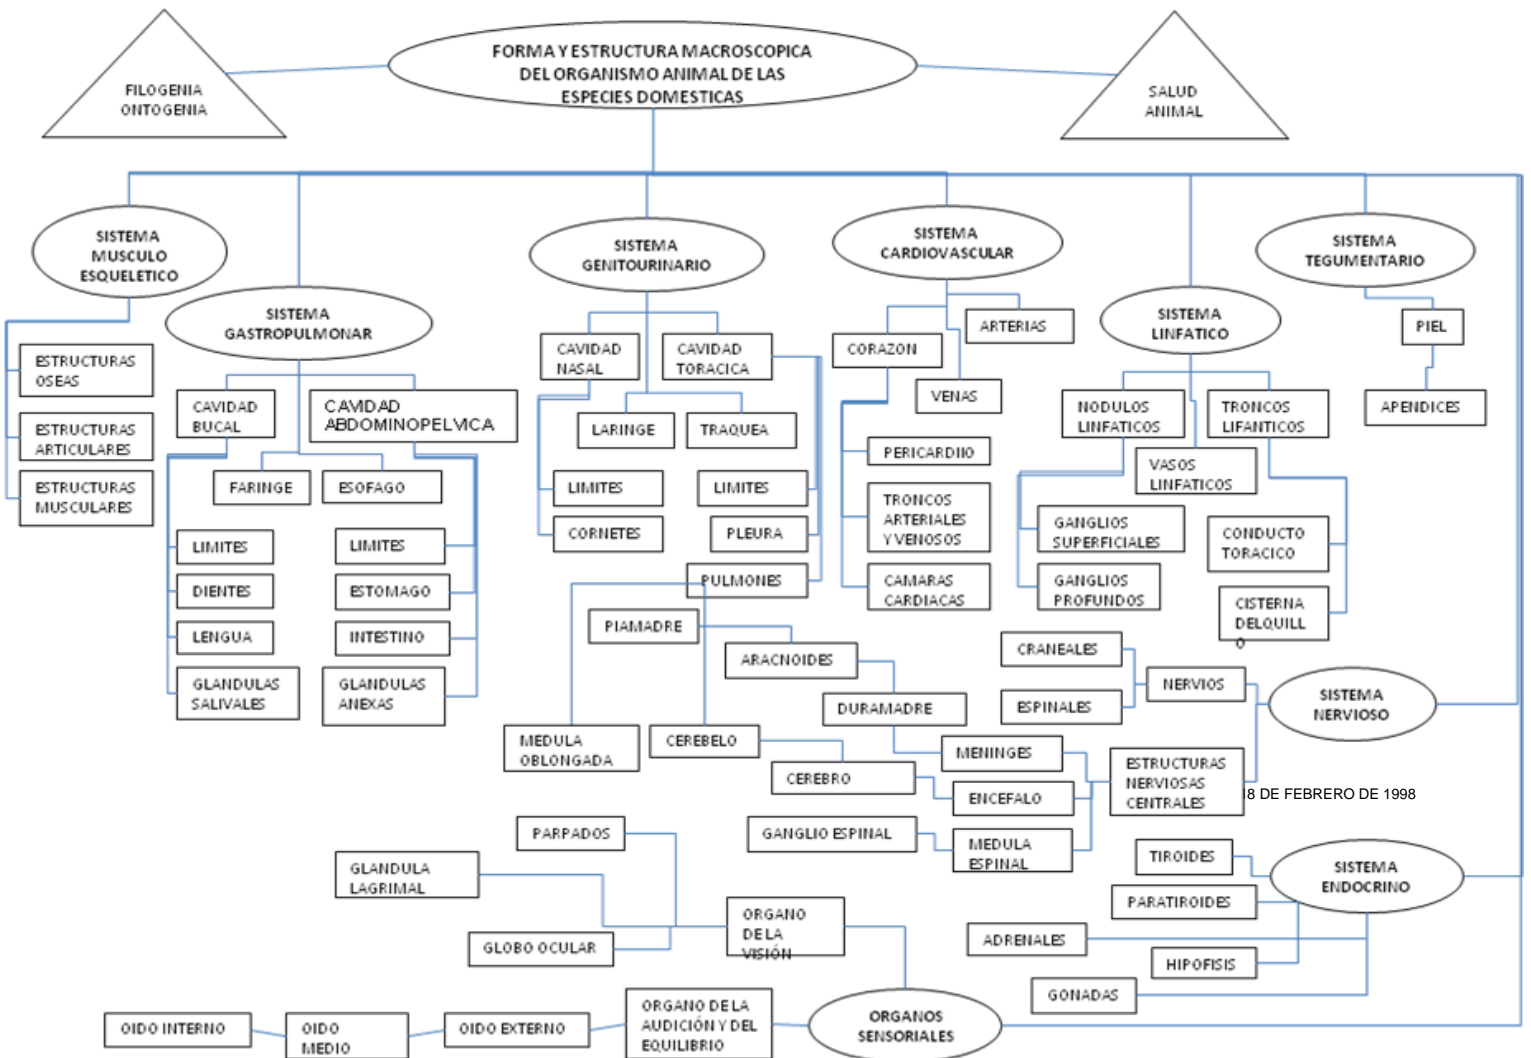 FORMA Y ESTRUCTURA MACROSCOPICA
DEL ORGANISMO ANIMAL DE LAS
ESPECIES DOMESTICAS
FILOGENIA
ONTOGENIA
SALUD
ANIMAL
SISTEMA
MUSCULO
ESQUELETICO
ESTRUCTURAS
OSEAS
ESTRUCTURAS
ARTICULARES
ESTRUCTURAS
MUSCULARES
SISTEMA
GASTROPULMONAR
CAVIDAD
BUCAL
CAVIDAD
ABDOMINOPELVICA
FARINGE
ESOFAGO
LIMITES
DIENTES
LENGUA
GLANDULAS
SALIVALES
LIMITES
ESTOMAGO
INTESTINO
GLANDULAS
ANEXAS
SISTEMA
GENITOURINARIO
CAVIDAD
NASAL
CAVIDAD
TORACICA
LARINGE
TRAQUEA
LIMITES
CORNETES
LIMITES
PLEURA
PULMONES
SISTEMA
CARDIOVASCULAR
CORAZON
ARTERIAS
VENAS
PERICARDIIO
TRONCOS
ARTERIALES
Y VENOSOS
CAMARAS
CARDIACAS
SISTEMA
LINFATICO
NODULOS
LINFATICOS
TRONCOS
LIFANTICOS
VASOS
LINFATICOS
GANGLIOS
SUPERFICIALES
GANGLIOS
PROFUNDOS
CONDUCTO
TORACICO
CISTERNA
DELQUILL
O
SISTEMA
TEGUMENTARIO
PIEL
APENDICES
SISTEMA
NERVIOSO
NERVIOS
CRANEALES
ESPINALES
ESTRUCTURAS
NERVIOSAS
CENTRALES
18 DE FEBRERO DE 1998
MENINGES
DURAMADRE
ARACNOIDES
PIAMADRE
ENCEFALO
CEREBRO
CEREBELO
MEDULA
OBLONGADA
MEDULA
ESPINAL
GANGLIO ESPINAL
SISTEMA
ENDOCRINO
TIROIDES
PARATIROIDES
ADRENALES
HIPOFISIS
GONADAS
ORGANOS
SENSORIALES
ORGANO
DE LA
VISIÓN
PARPADOS
GLANDULA
LAGRIMAL
GLOBO OCULAR
ORGANO DE LA
AUDICIÓN Y DEL
EQUILIBRIO
OIDO EXTERNO
OIDO
MEDIO
OIDO INTERNO